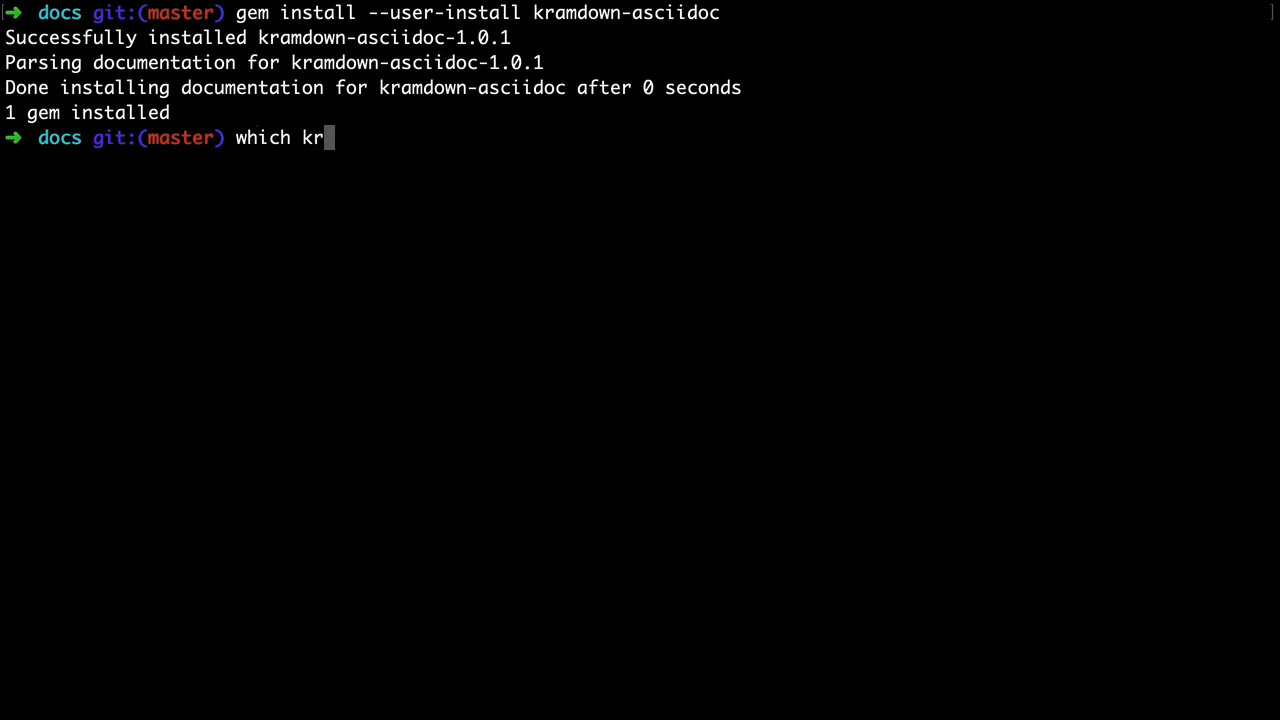 ➜ docs git:(master) gem install --user-install kramdown-asciidoc
Successfully installed kramdown-asciidoc-1.0.1
Parsing documentation for kramdown-asciidoc-1.0.1
Done installing documentation for kramdown-asciidoc after 0 seconds
1 gem installed
➜ docs git:(master) which kr